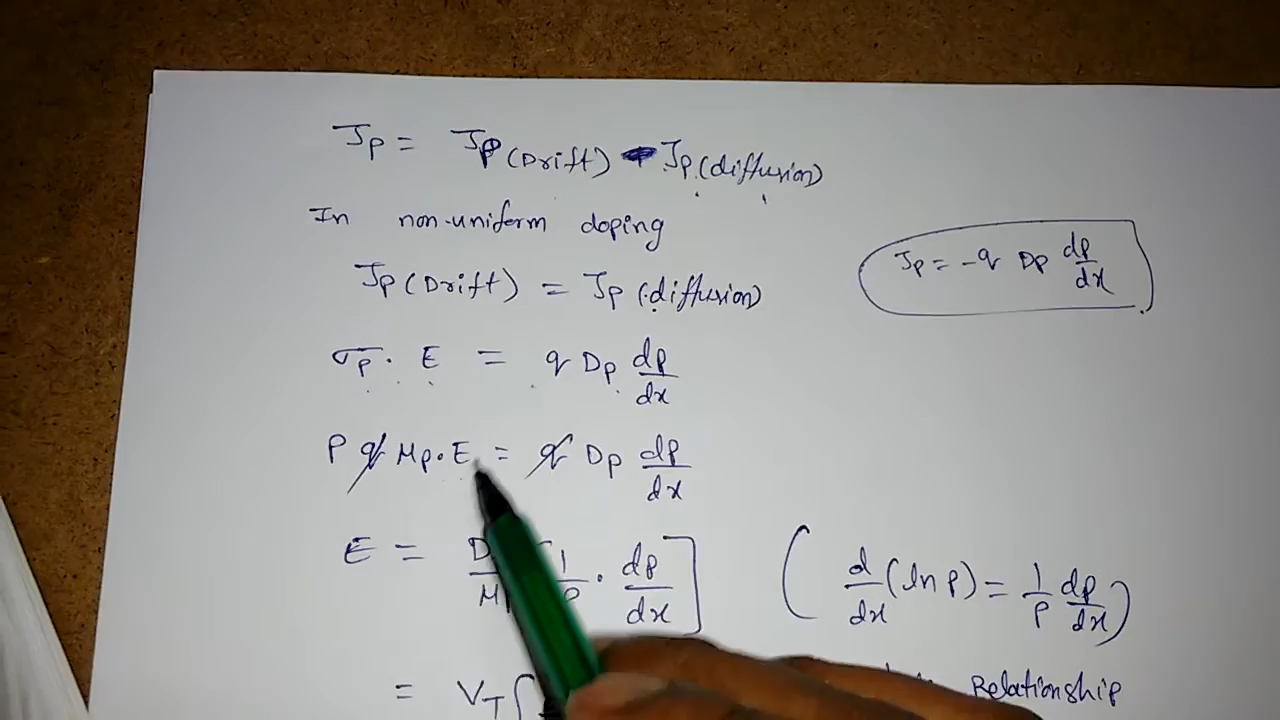 Jp = Jp (Drift) - Jp (diffusion)
In non-uniform doping
Jp (Drift) = Jp (diffusion)
Jp = -q Dp dp/dx
σp . E = q Dp dp/dx
P q μp . E = q Dp dp/dx
E = [1/p . dp/dx]
(d/dx (ln p) = 1/p dp/dx)
= VT [
Relationship